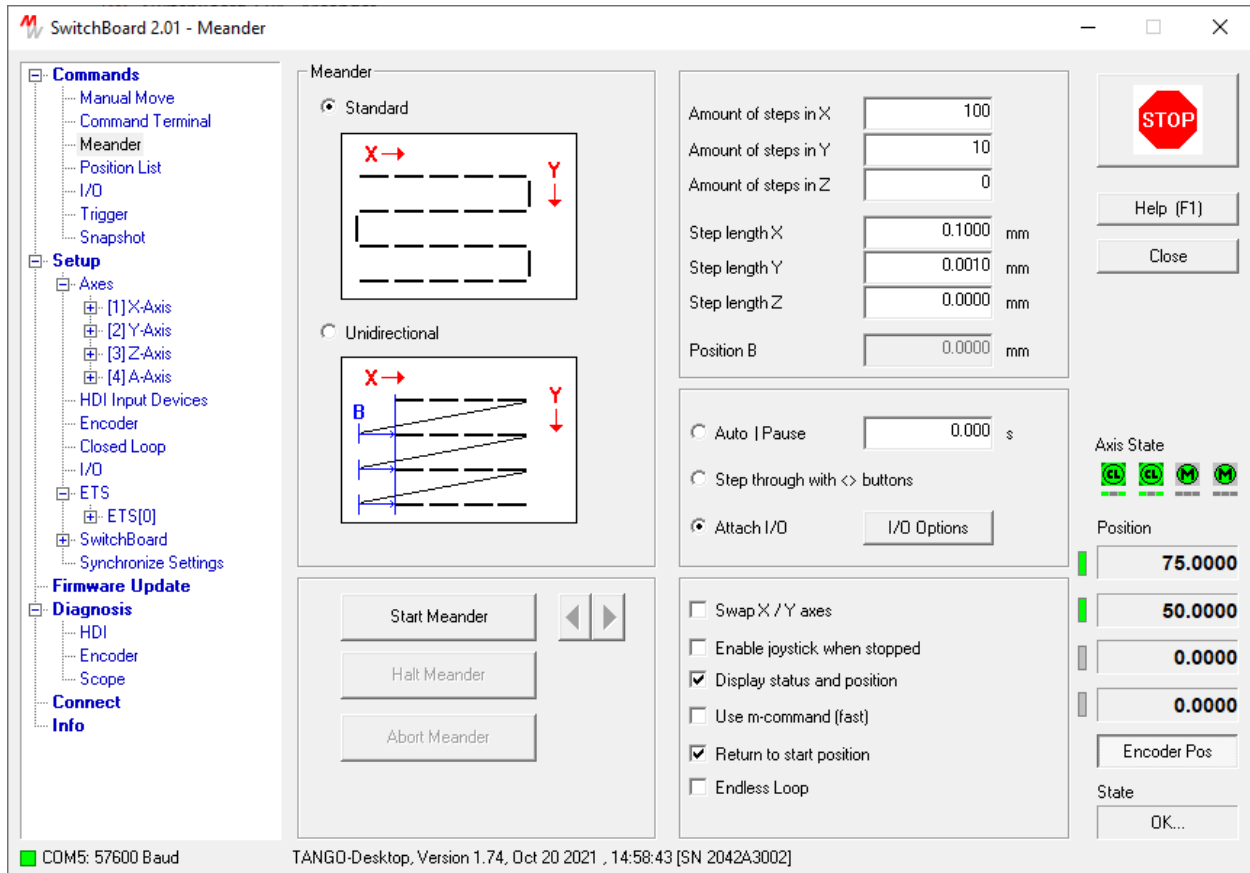 SwitchBoard 2.01 - Meander
Commands
Manual Move
Command Terminal
Meander
Position List
I/O
Trigger
Snapshot
Setup
Axes
[1] X-Axis
[2] Y-Axis
[3] Z-Axis
[4] A-Axis
HDI Input Devices
Encoder
Closed Loop
I/O
ETS
ETS[0]
SwitchBoard
Synchronize Settings
Firmware Update
Diagnosis
HDI
Encoder
Scope
Connect
Info
Meander
Standard
X
Y
Unidirectional
X
Y
B
Start Meander
Halt Meander
Abort Meander
Amount of steps in X 100
Amount of steps in Y 10
Amount of steps in Z 0
Step length X 0.1000 mm
Step length Y 0.0010 mm
Step length Z 0.0000 mm
Position B 0.0000 mm
Auto | Pause 0.000 s
Step through with <> buttons
Attach I/O I/O Options
Swap X / Y axes
Enable joystick when stopped
Display status and position
Use m-command (fast)
Return to start position
Endless Loop
STOP
Help (F1)
Close
Axis State
CL CL M M
Position
75.0000
50.0000
0.0000
0.0000
Encoder Pos
State
OK...
COM5: 57600 Baud TANGO-Desktop, Version 1.74, Oct 20 2021 , 14:58:43 [SN 2042A3002]